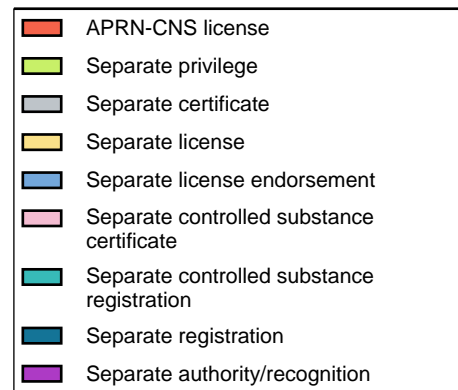 APRN-CNS license
Separate privilege
Separate certificate
Separate license
Separate license endorsement
Separate controlled substance
certificate
Separate controlled substance
registration
Separate registration
Separate authority/recognition